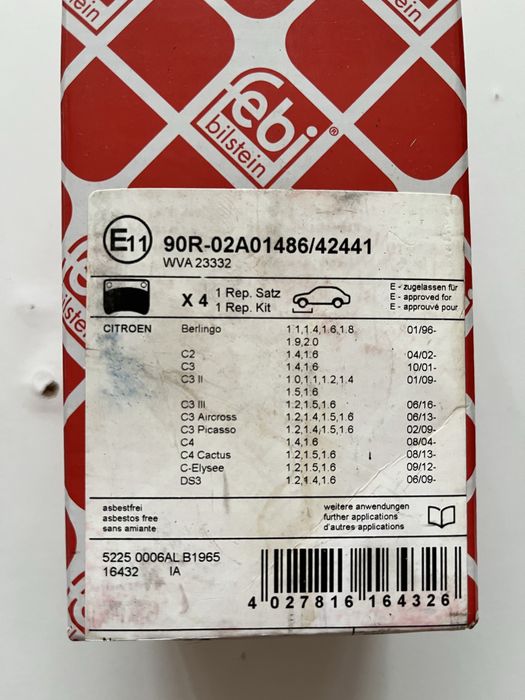 febi
bilstein
®
E11
90R-02A01486/42441
WVA 23332
X 4
1 Rep. Satz
1 Rep. Kit
E - zugelassen für
E - approved for
E - approuvé pour
CITROEN Berlingo 1.1,1.4,1.6,1.8 01/96-
1.9,2.0
C2 1.4,1.6 04/02-
C3 1.4,1.6 10/01-
C3 II 1.0,1.1,1.2,1.4 01/09-
1.5,1.6
C3 III 1.2,1.5,1.6 06/16-
C3 Aircross 1.2,1.4,1.5,1.6 06/13-
C3 Picasso 1.2,1.4,1.5,1.6 02/09-
C4 1.4,1.6 08/04-
C4 Cactus 1.2,1.5,1.6 08/13-
C-Elysee 1.2,1.5,1.6 09/12-
DS3 1.2,1.4,1.6 06/09-
asbestfrei
asbestos free
sans amiante
weitere anwendungen
further applications
d'autres applications
5225 0006AL B1965
16432 IA
4 027816 164326